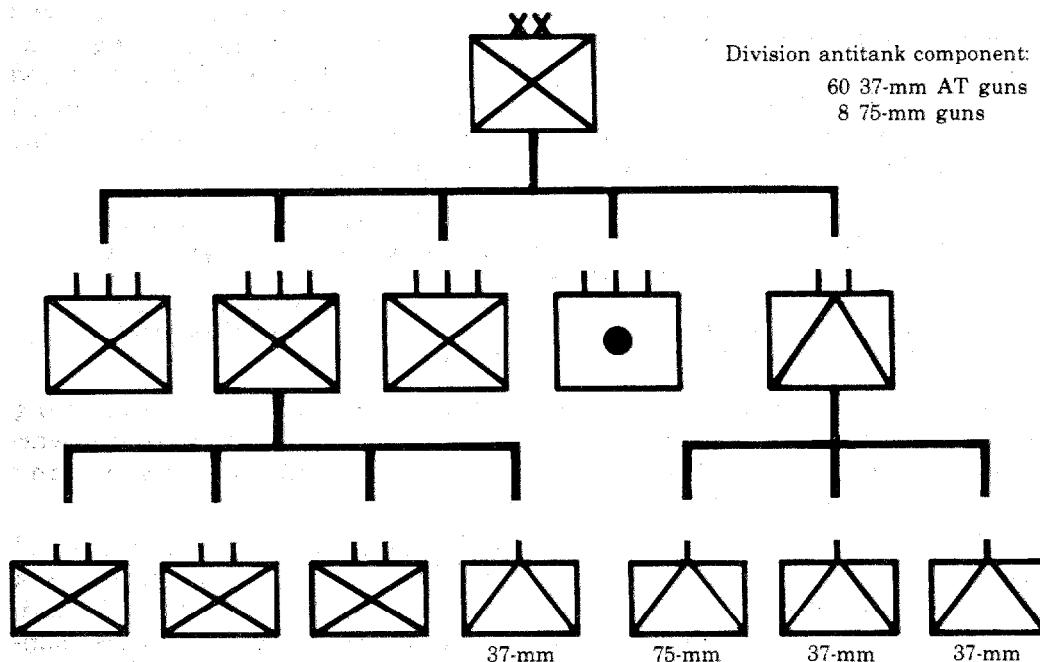 XX
Division antitank component:
60 37-mm AT guns
8 75-mm guns
37-mm 75-mm 37-mm 37-mm